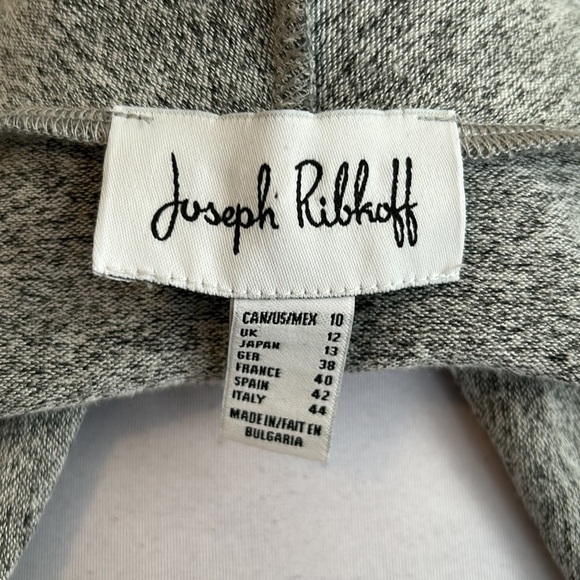 Joseph Ribkoff
CAN/US/MEX 10
UK 12
JAPAN 13
GER 38
FRANCE 40
SPAIN 42
ITALY 44
MADE IN/FAIT EN
BULGARIA